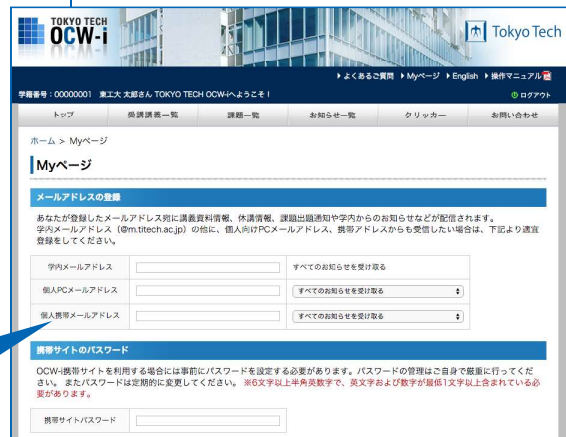 TOKYO TECH
OCW-i
Tokyo Tech
よくあるご質問 Myページ English 操作マニュアル
学籍番号：00000001 東工大 太郎さん TOKYO TECH OCW-iへようこそ！ ログアウト
トップ 受講講義一覧 課題一覧 お知らせ一覧 クリッカー お問い合わせ
ホーム > Myページ
Myページ
メールアドレスの登録
あなたが登録したメールアドレス宛に講義資料情報、休講情報、課題出題通知や学内からのお知らせなどが配信されます。
学内メールアドレス（@m.titech.ac.jp）の他に、個人向けPCメールアドレス、携帯アドレスからも受信したい場合は、下記より適宜
登録をしてください。
学内メールアドレス すべてのお知らせを受け取る
個人PCメールアドレス すべてのお知らせを受け取る
個人携帯メールアドレス すべてのお知らせを受け取る
携帯サイトのパスワード
OCW-i携帯サイトを利用する場合には事前にパスワードを設定する必要があります。パスワードの管理はご自身で厳重に行ってくだ
さい。 またパスワードは定期的に変更してください。 ※6文字以上半角英数字で、英文字および数字が最低1文字以上含まれている必
要があります。
携帯サイトパスワード